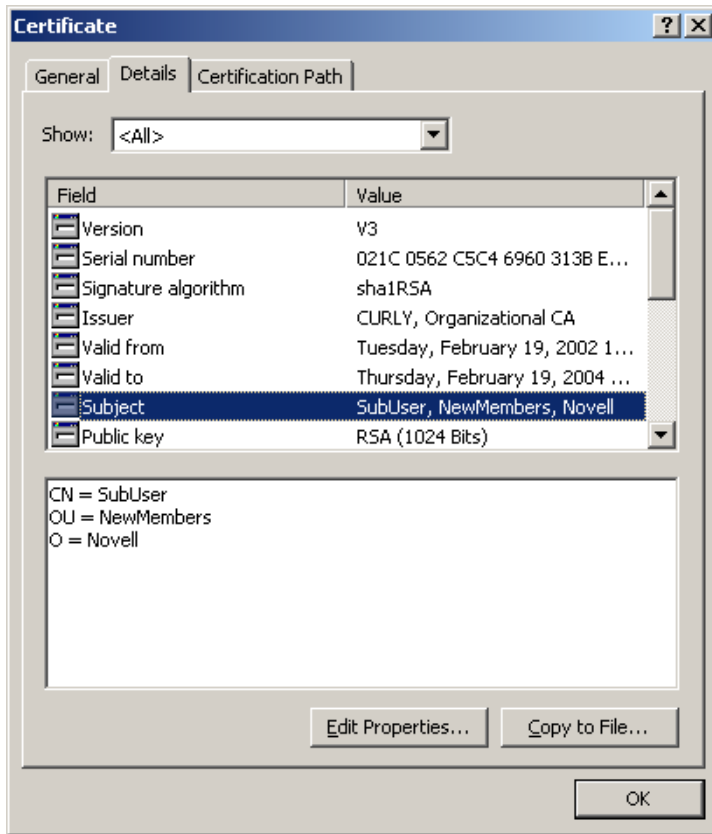 Certificate
General Details Certification Path
Show: <All>
Field Value
Version V3
Serial number 021C 0562 C5C4 6960 313B E...
Signature algorithm sha1RSA
Issuer CURLY, Organizational CA
Valid from Tuesday, February 19, 2002 1...
Valid to Thursday, February 19, 2004 ...
Subject SubUser, NewMembers, Novell
Public key RSA (1024 Bits)
CN = SubUser
OU = NewMembers
O = Novell
Edit Properties... Copy to File...
OK